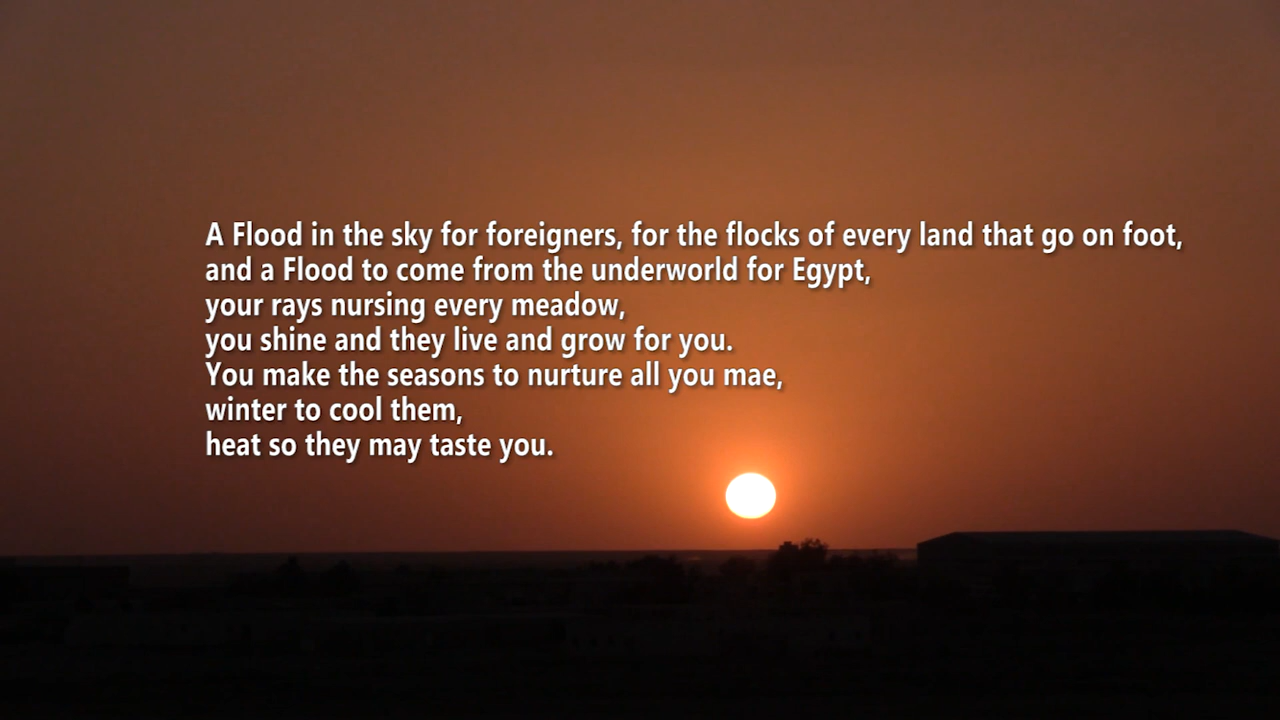 A Flood in the sky for foreigners, for the flocks of every land that go on foot,
and a Flood to come from the underworld for Egypt,
your rays nursing every meadow,
you shine and they live and grow for you.
You make the seasons to nurture all you mae,
winter to cool them,
heat so they may taste you.